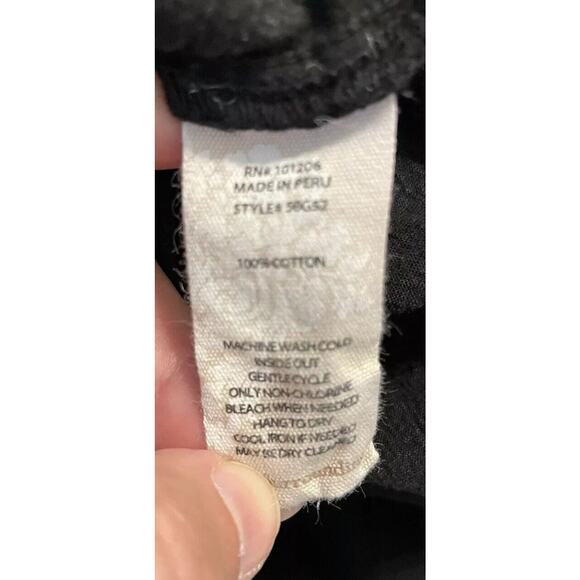 RN# 101206
MADE IN PERU
STYLE# 58G52
100% COTTON
MACHINE WASH COLD
INSIDE OUT
GENTLE CYCLE
ONLY NON-CHLORINE
BLEACH WHEN NEEDED
HANG TO DRY
COOL IRON IF NEEDED
MAY BE DRY CLEANED